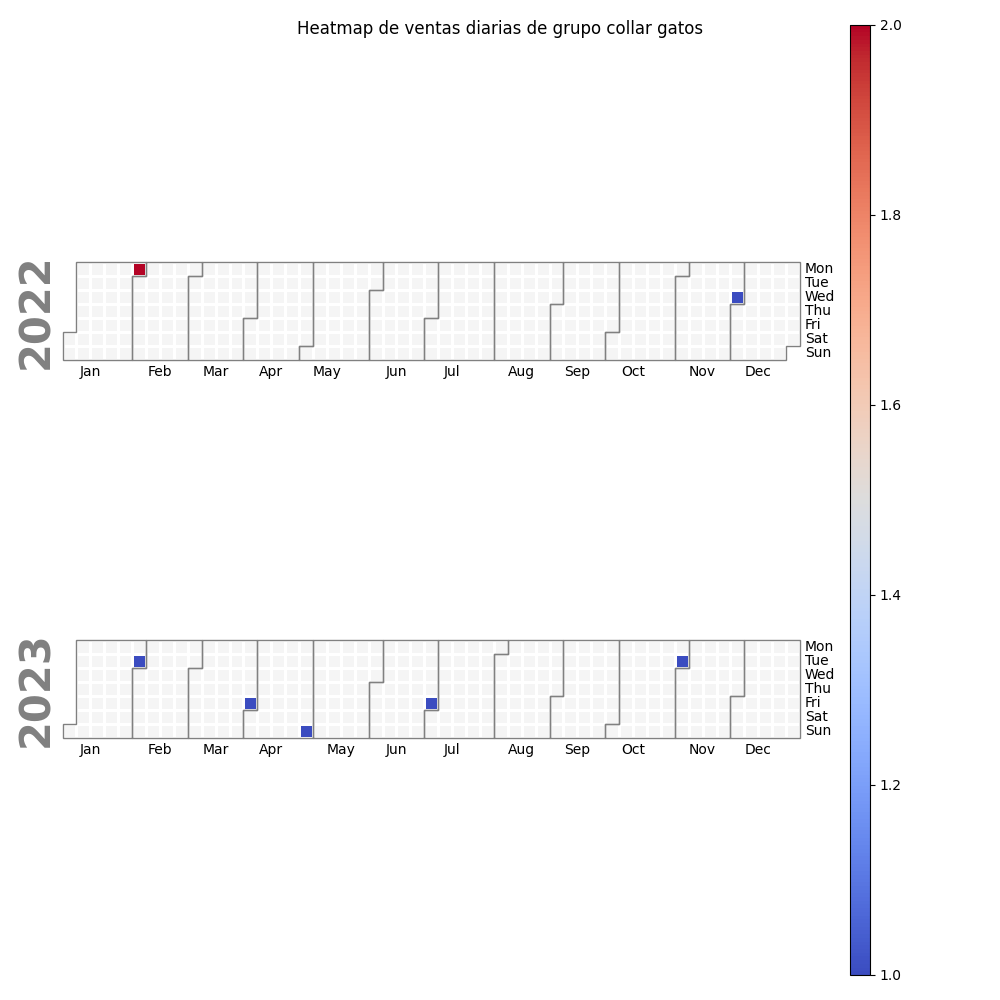 Heatmap de ventas diarias de grupo collar gatos
2022
Mon
Tue
Wed
Thu
Fri
Sat
Sun
Jan Feb Mar Apr May Jun Jul Aug Sep Oct Nov Dec
2023
Mon
Tue
Wed
Thu
Fri
Sat
Sun
Jan Feb Mar Apr May Jun Jul Aug Sep Oct Nov Dec
2.0
1.8
1.6
1.4
1.2
1.0